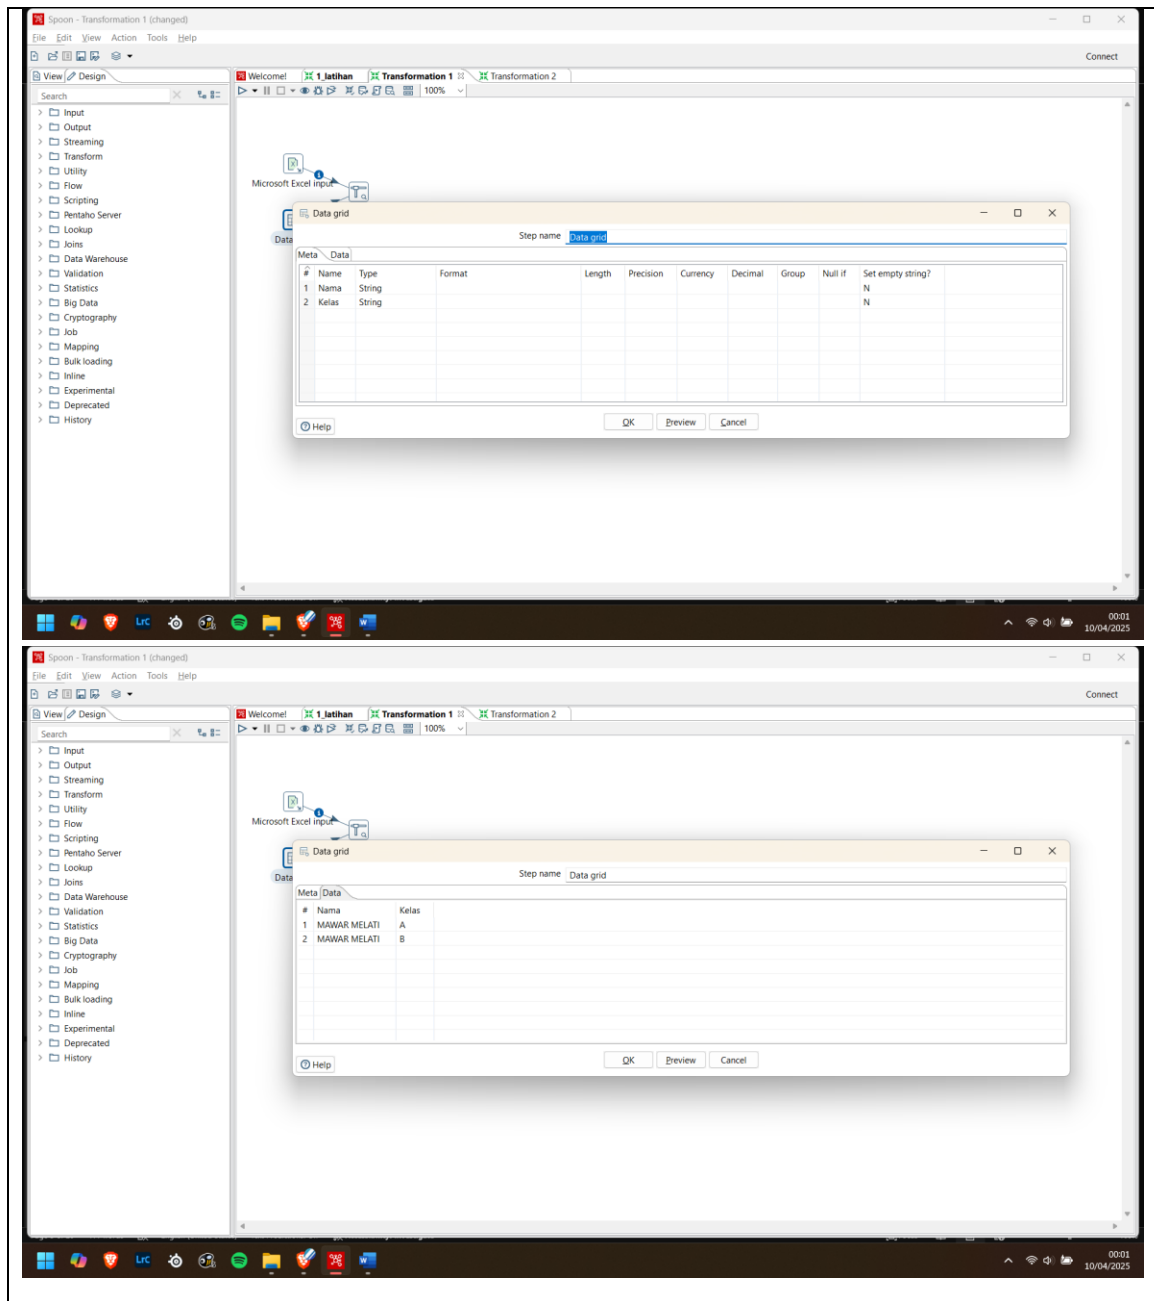 Spoon - Transformation 1 (changed)
File Edit View Action Tools Help
Connect
View Design
Welcome! 1_latihan Transformation 1 Transformation 2
Search
100%
Input
Output
Streaming
Transform
Utility
Flow
Scripting
Pentaho Server
Lookup
Joins
Data Warehouse
Validation
Statistics
Big Data
Cryptography
Job
Mapping
Bulk loading
Inline
Experimental
Deprecated
History
Microsoft Excel input
Data
Data grid
Step name Data grid
Meta Data
# Name Type Format Length Precision Currency Decimal Group Null if Set empty string?
1 Nama String N
2 Kelas String N
Help
OK Preview Cancel
LrC
00:01
10/04/2025
Spoon - Transformation 1 (changed)
File Edit View Action Tools Help
Connect
View Design
Welcome! 1_latihan Transformation 1 Transformation 2
Search
100%
Input
Output
Streaming
Transform
Utility
Flow
Scripting
Pentaho Server
Lookup
Joins
Data Warehouse
Validation
Statistics
Big Data
Cryptography
Job
Mapping
Bulk loading
Inline
Experimental
Deprecated
History
Microsoft Excel input
Data
Data grid
Step name Data grid
Meta Data
# Nama Kelas
1 MAWAR MELATI A
2 MAWAR MELATI B
Help
OK Preview Cancel
LrC
00:01
10/04/2025